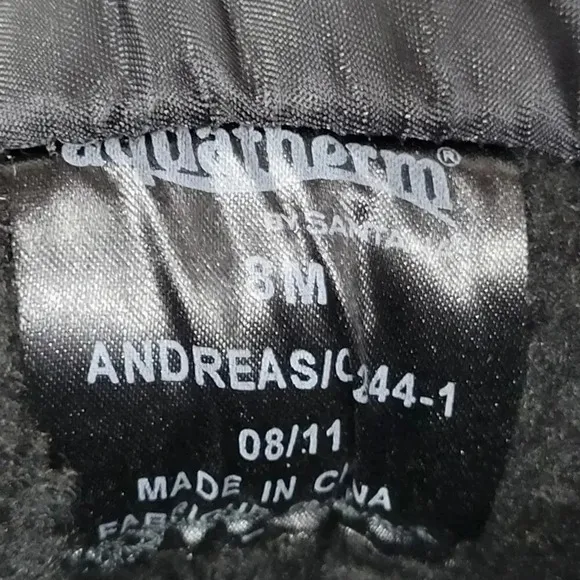 aquatherm®
BY SANTANA
8M
ANDREAS/C244-1
08/11
MADE IN CHINA